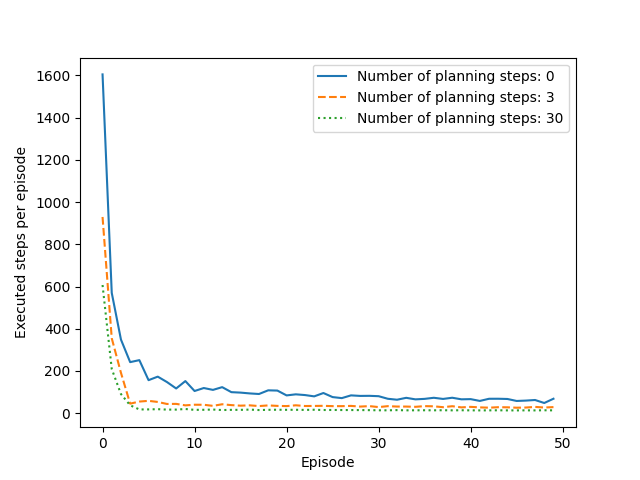 Number of planning steps: 0
Number of planning steps: 3
Number of planning steps: 30
1600
1400
1200
1000
800
600
400
200
0
Executed steps per episode
0 10 20 30 40 50
Episode